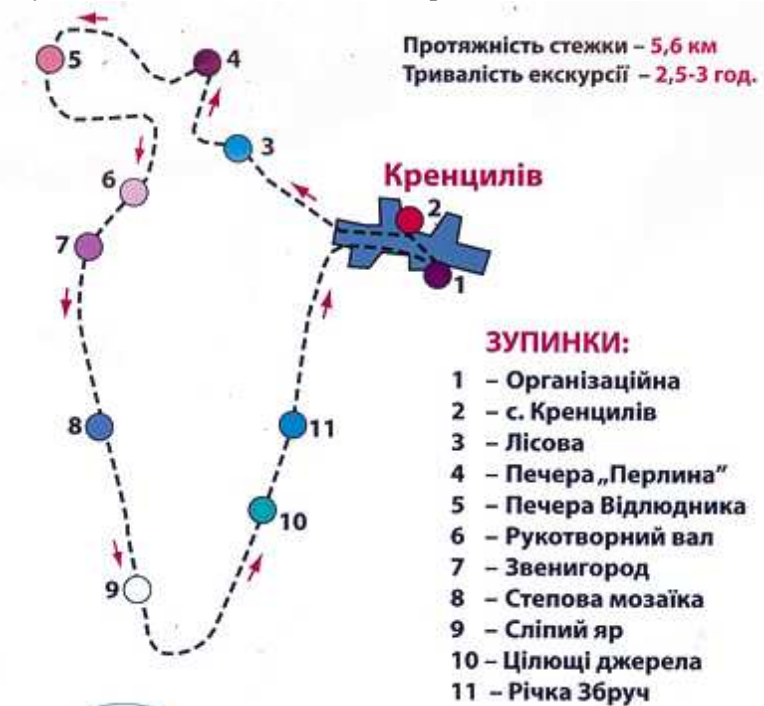 Протяжність стежки – 5,6 км
Тривалість екскурсії – 2,5-3 год.
5
4
3
Кренцилів
6
2
7
1
ЗУПИНКИ:
1 – Організаційна
2 – с. Кренцилів
3 – Лісова
8
11
4 – Печера „Перлина”
5 – Печера Відлюдника
10
6 – Рукотворний вал
7 – Звенигород
9
8 – Степова мозаїка
9 – Сліпий яр
10 – Цілющі джерела
11 – Річка Збруч